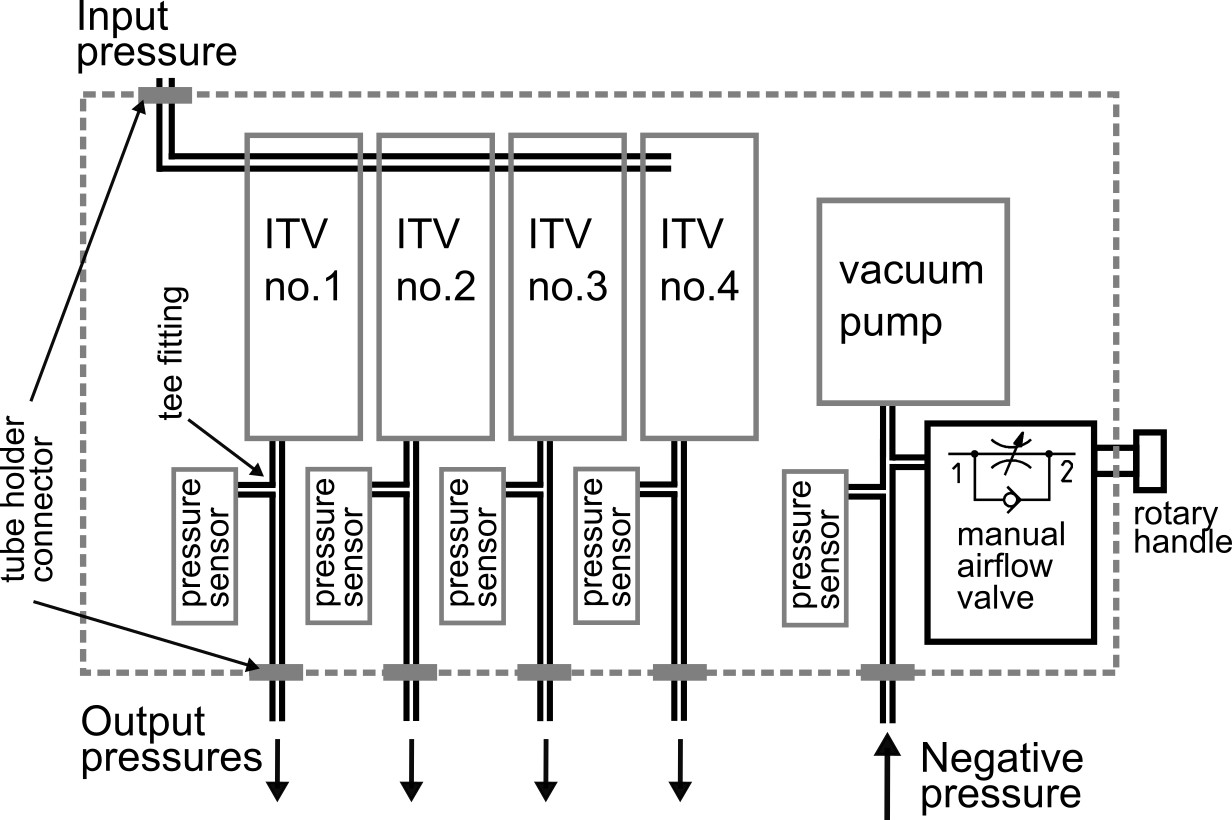 Input
pressure
ITV
no.1
ITV
no.2
ITV
no.3
ITV
no.4
vacuum
pump
tee fitting
tube holder
connector
pressure
sensor
pressure
sensor
pressure
sensor
pressure
sensor
pressure
sensor
1
2
manual
airflow
valve
rotary
handle
Output
pressures
Negative
pressure